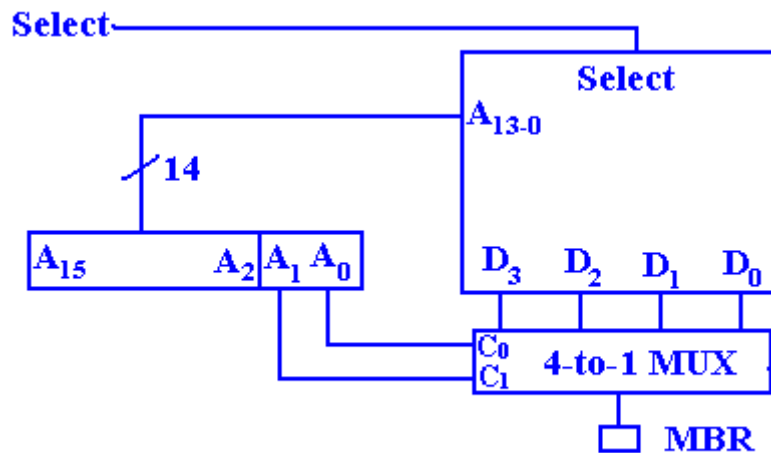 Select
Select
A13-0
14
A15 A2 A1 A0
D3 D2 D1 D0
C0
C1
4-to-1 MUX
MBR